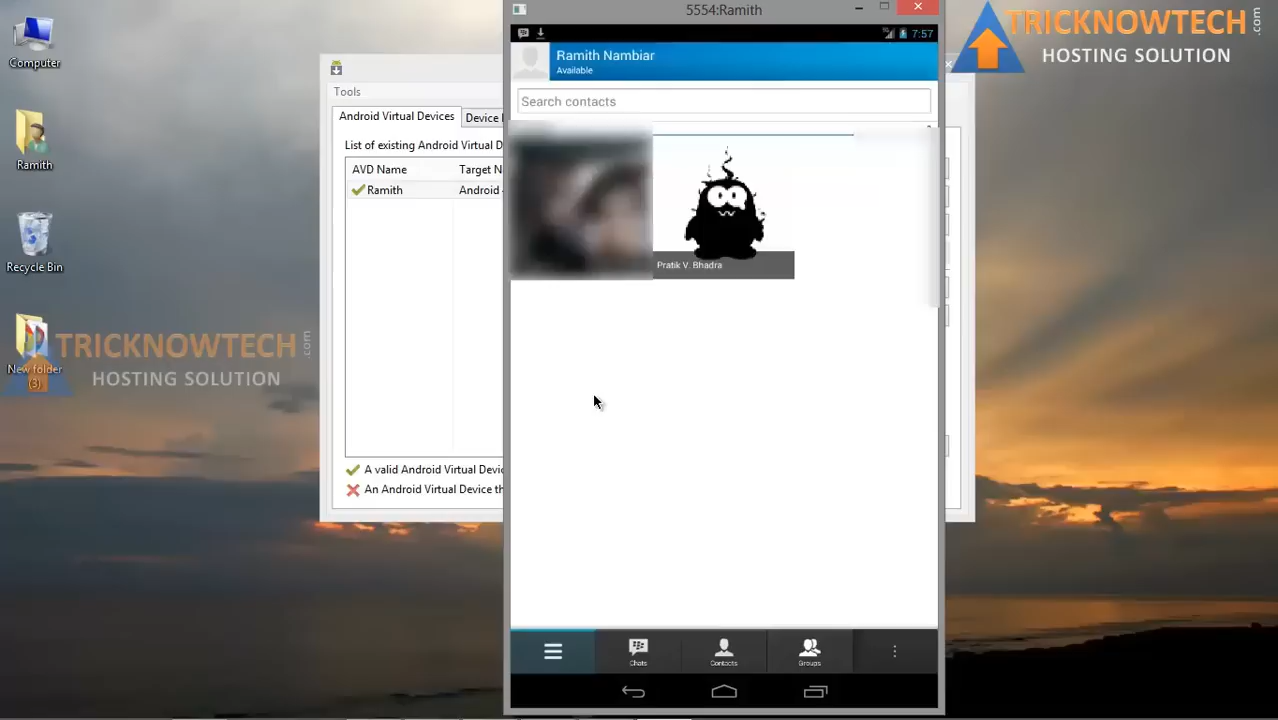 5554:Ramith
Computer
Ramith
Recycle Bin
New folder
(3)
TRICKNOWTECH .com
HOSTING SOLUTION
TRICKNOWTECH .com
HOSTING SOLUTION
Tools
Android Virtual Devices
Device
List of existing Android Virtual D
AVD Name
Target N
Ramith
Android
A valid Android Virtual Devic
An Android Virtual Device th
7:57
Ramith Nambiar
Available
Search contacts
Pratik V. Bhadra
Chats
Contacts
Groups